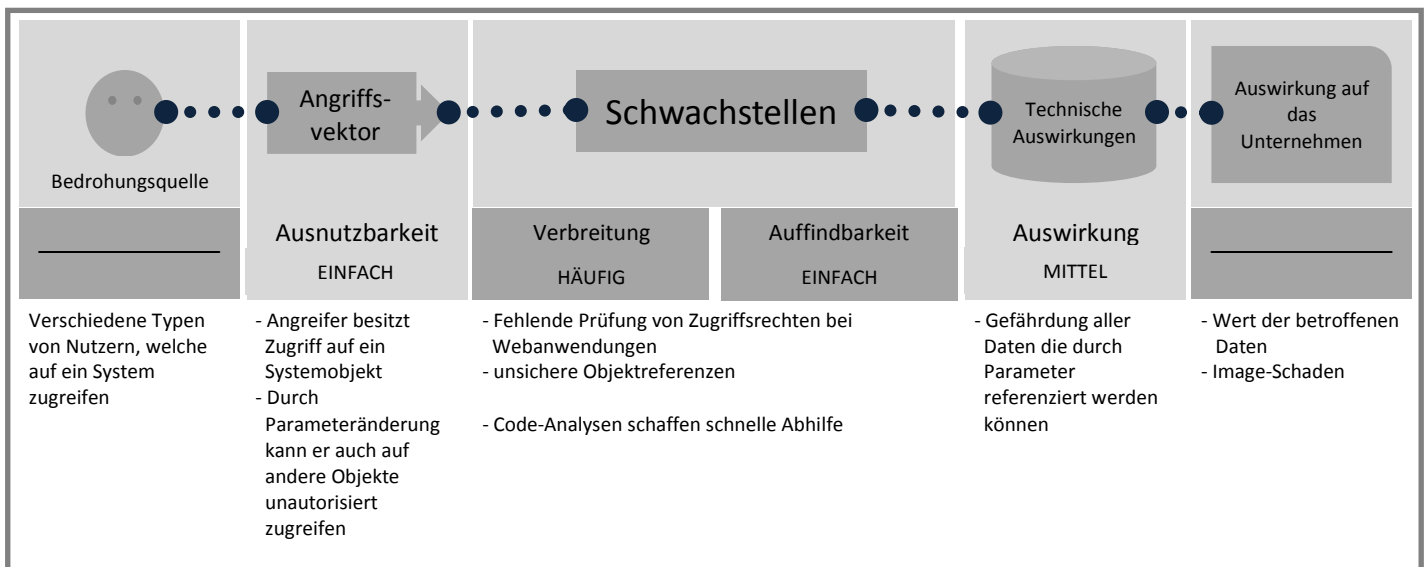 Bedrohungsquelle
Angriffs-
vektor
Schwachstellen
Technische
Auswirkungen
Auswirkung auf
das
Unternehmen
Ausnutzbarkeit
EINFACH
Verbreitung
HÄUFIG
Auffindbarkeit
EINFACH
Auswirkung
MITTEL
Verschiedene Typen
von Nutzern, welche
auf ein System
zugreifen
- Angreifer besitzt
Zugriff auf ein
Systemobjekt
- Durch
Parameteränderung
kann er auch auf
andere Objekte
unautorisiert
zugreifen
- Fehlende Prüfung von Zugriffsrechten bei
Webanwendungen
- unsichere Objektreferenzen
- Code-Analysen schaffen schnelle Abhilfe
- Gefährdung aller
Daten die durch
Parameter
referenziert werden
können
- Wert der betroffenen
Daten
- Image-Schaden